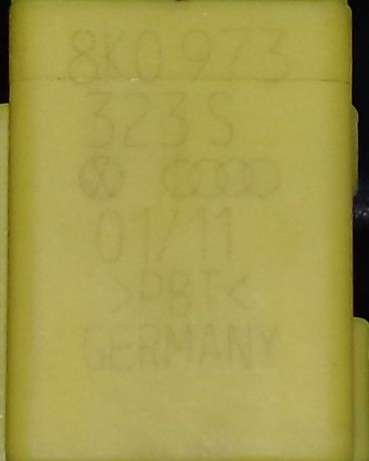 8K0 973
323 S
01/11
>PBT<
GERMANY